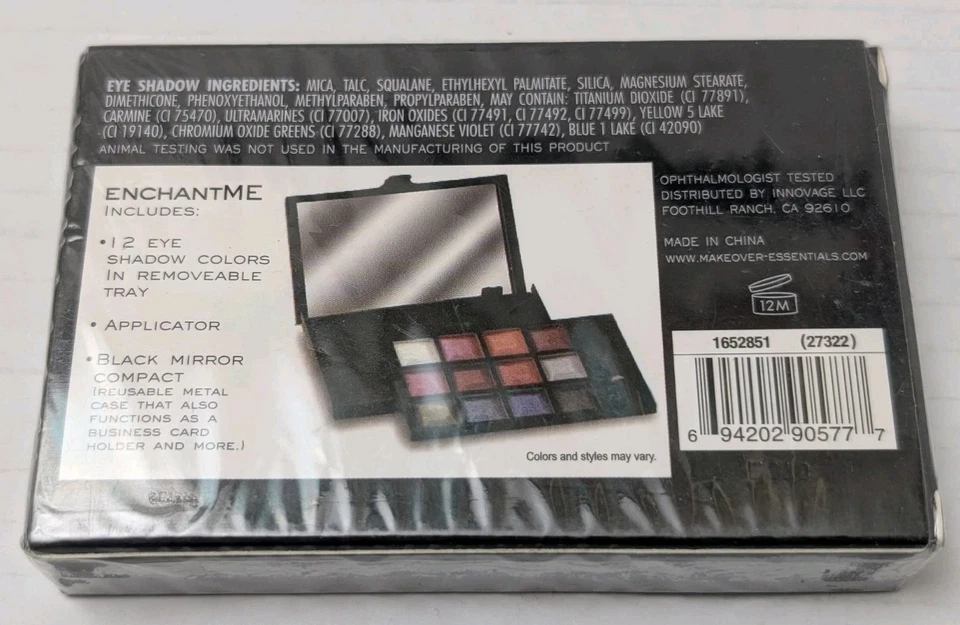 EYE SHADOW INGREDIENTS: MICA, TALC, SQUALANE, ETHYLHEXYL PALMITATE, SILICA, MAGNESIUM STEARATE,
DIMETHICONE, PHENOXYETHANOL, METHYLPARABEN, PROPYLPARABEN, MAY CONTAIN: TITANIUM DIOXIDE (CI 77891),
CARMINE (CI 75470), ULTRAMARINES (CI 77007), IRON OXIDES (CI 77491, CI 77492, CI 77499), YELLOW 5 LAKE
(CI 19140), CHROMIUM OXIDE GREENS (CI 77288), MANGANESE VIOLET (CI 77742), BLUE 1 LAKE (CI 42090)
ANIMAL TESTING WAS NOT USED IN THE MANUFACTURING OF THIS PRODUCT
ENCHANTME
INCLUDES:
•12 EYE
SHADOW COLORS
IN REMOVEABLE
TRAY
• APPLICATOR
•BLACK MIRROR
COMPACT
(REUSABLE METAL
CASE THAT ALSO
FUNCTIONS AS A
BUSINESS CARD
HOLDER AND MORE.)
Colors and styles may vary.
OPHTHALMOLOGIST TESTED
DISTRIBUTED BY INNOVAGE LLC
FOOTHILL RANCH, CA 92610
MADE IN CHINA
WWW.MAKEOVER-ESSENTIALS.COM
12M
1652851 (27322)
6 94202 90577 7